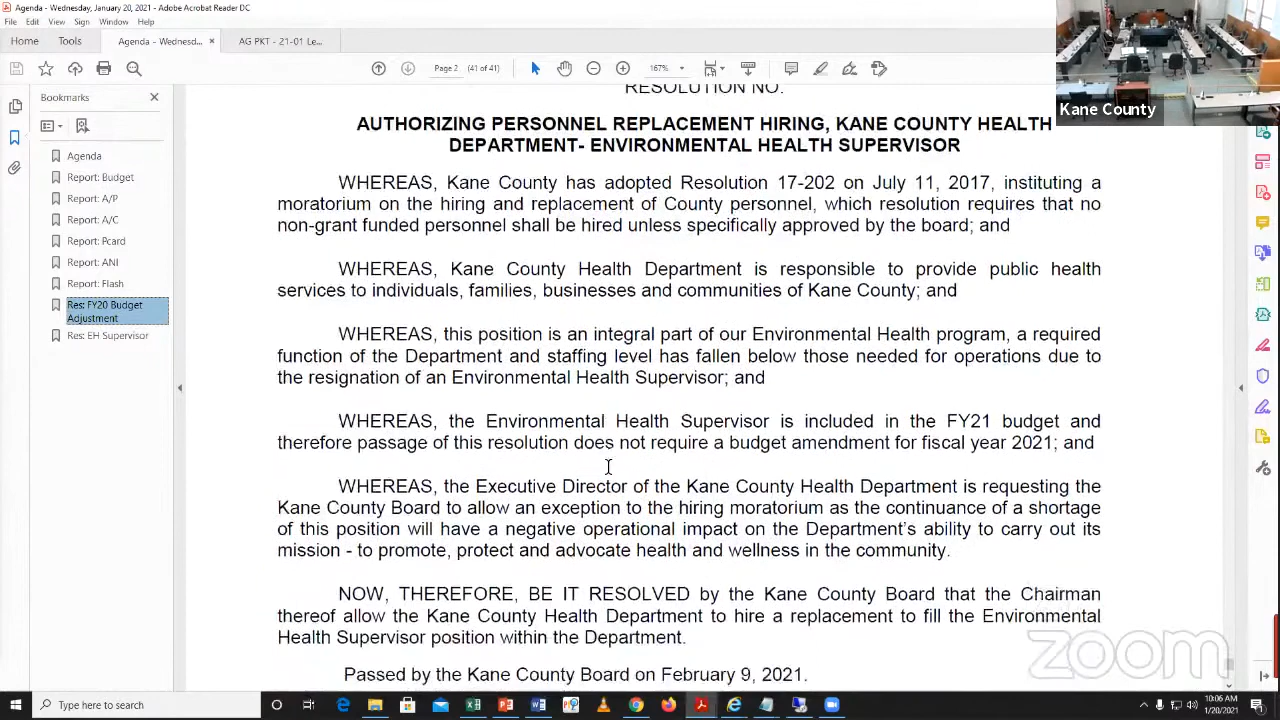 Agenda - Wednesday, January 20, 2021 - Adobe Acrobat Reader DC
File Edit View Sign Window Help
Home Tools Agenda - Wednesd... × AG PKT - 21-01 Le...
Page 2 (41 of 41) 167%
Bookmarks
Agenda
Report: Budget
Report: A/P
Report: A/C
Report: Pcard
Report: ANI
Report: Flash
Res: FY20 Budget
Adjustment
Res: EH Supervisor
Kane County
RESOLUTION NO.
AUTHORIZING PERSONNEL REPLACEMENT HIRING, KANE COUNTY HEALTH
DEPARTMENT- ENVIRONMENTAL HEALTH SUPERVISOR
WHEREAS, Kane County has adopted Resolution 17-202 on July 11, 2017, instituting a
moratorium on the hiring and replacement of County personnel, which resolution requires that no
non-grant funded personnel shall be hired unless specifically approved by the board; and
WHEREAS, Kane County Health Department is responsible to provide public health
services to individuals, families, businesses and communities of Kane County; and
WHEREAS, this position is an integral part of our Environmental Health program, a required
function of the Department and staffing level has fallen below those needed for operations due to
the resignation of an Environmental Health Supervisor; and
WHEREAS, the Environmental Health Supervisor is included in the FY21 budget and
therefore passage of this resolution does not require a budget amendment for fiscal year 2021; and
WHEREAS, the Executive Director of the Kane County Health Department is requesting the
Kane County Board to allow an exception to the hiring moratorium as the continuance of a shortage
of this position will have a negative operational impact on the Department's ability to carry out its
mission - to promote, protect and advocate health and wellness in the community.
NOW, THEREFORE, BE IT RESOLVED by the Kane County Board that the Chairman
thereof allow the Kane County Health Department to hire a replacement to fill the Environmental
Health Supervisor position within the Department.
Passed by the Kane County Board on February 9, 2021.
zoom
Type here to search
10:06 AM
1/20/2021